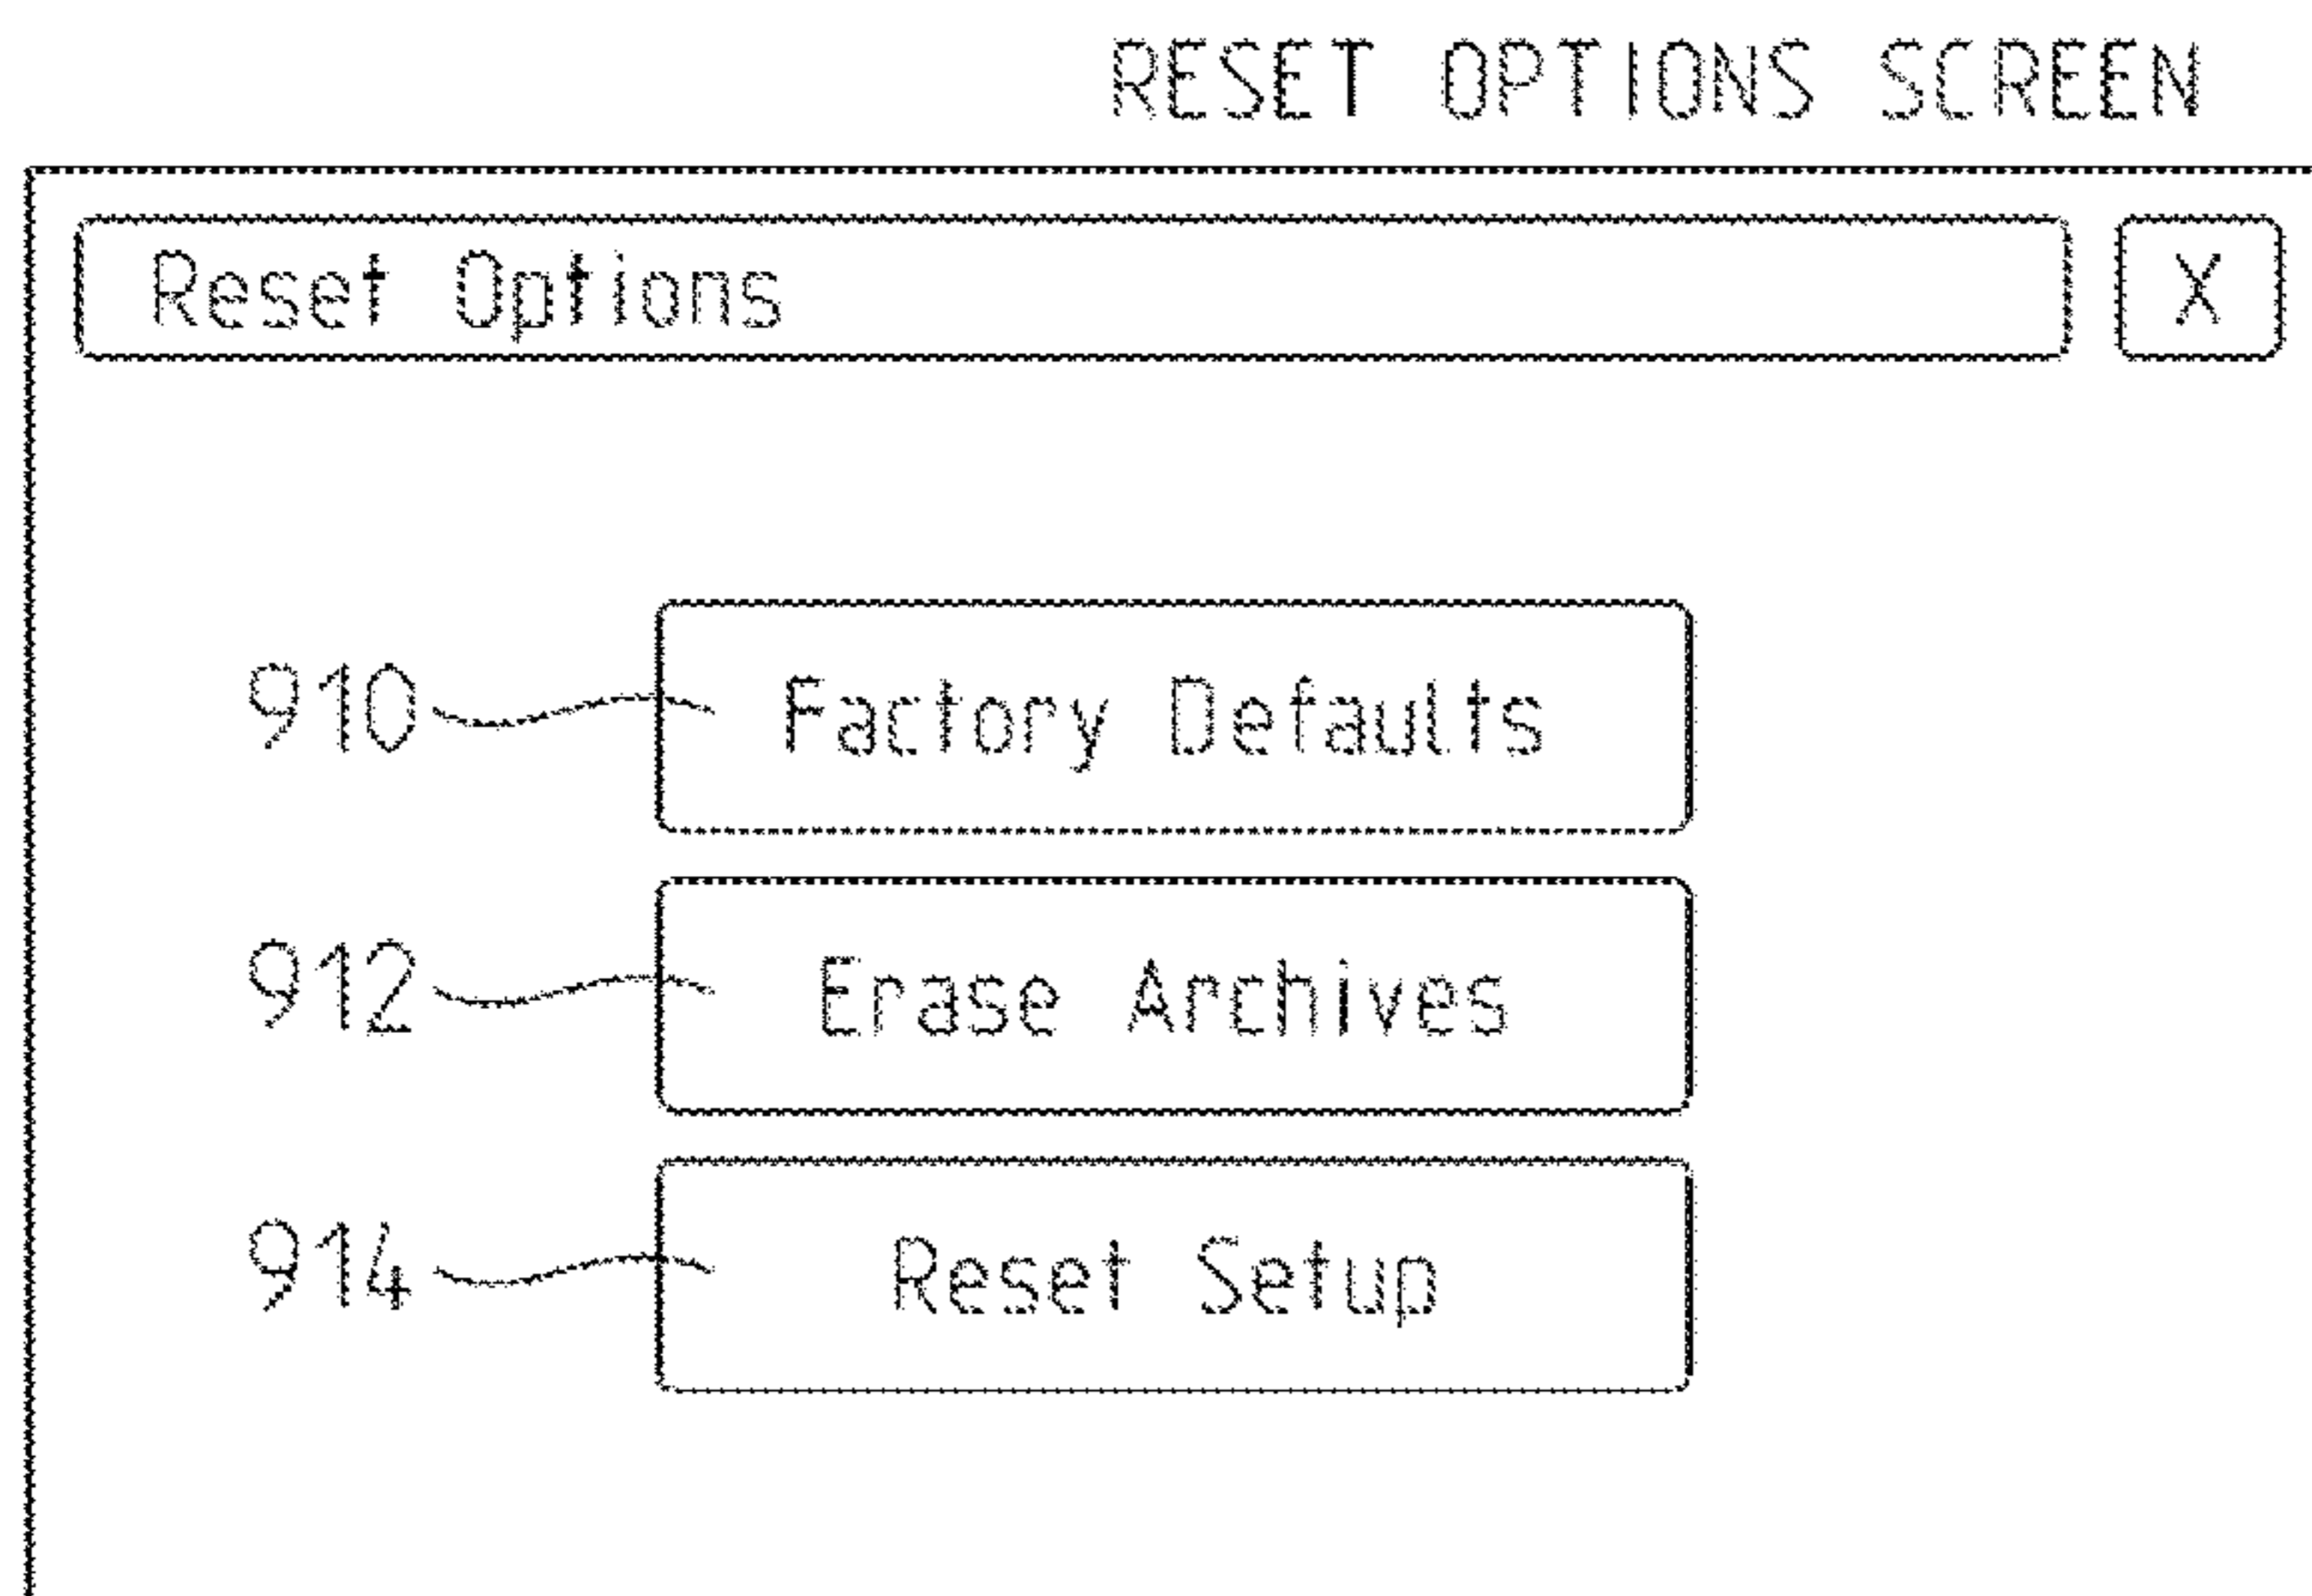 RESET OPTIONS SCREEN
Reset Options X
910 Factory Defaults
912 Erase Archives
914 Reset Setup